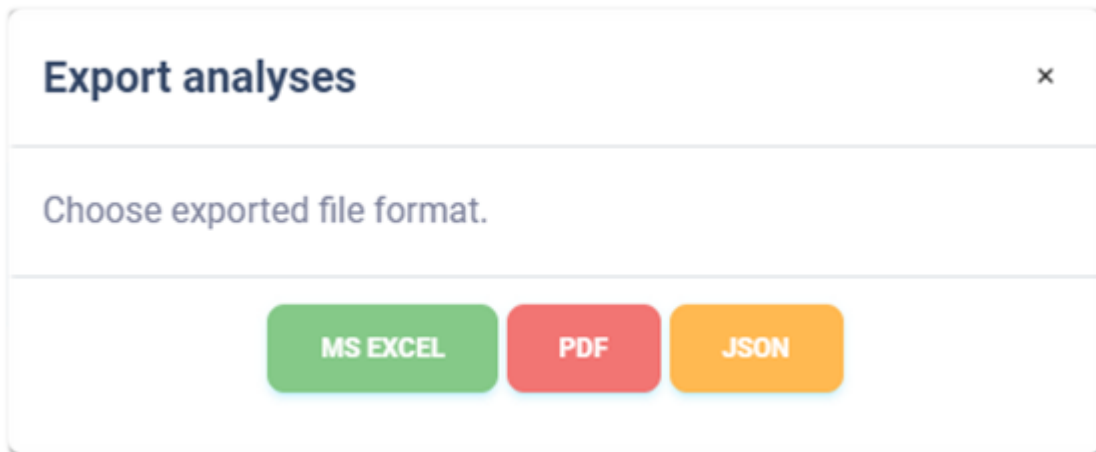 Export analyses ×
Choose exported file format.
MS EXCEL PDF JSON